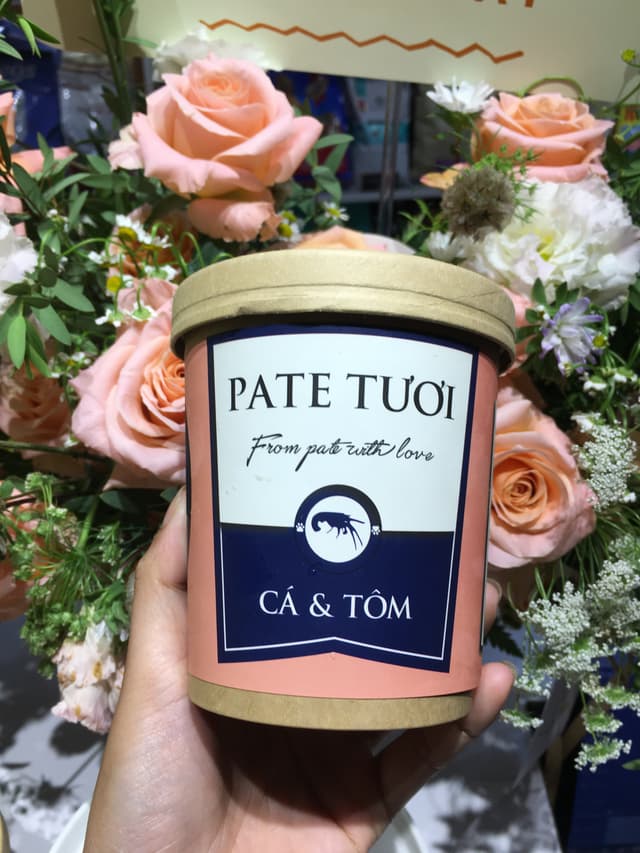 PATE TƯƠI
From pate with love
CÁ & TÔM